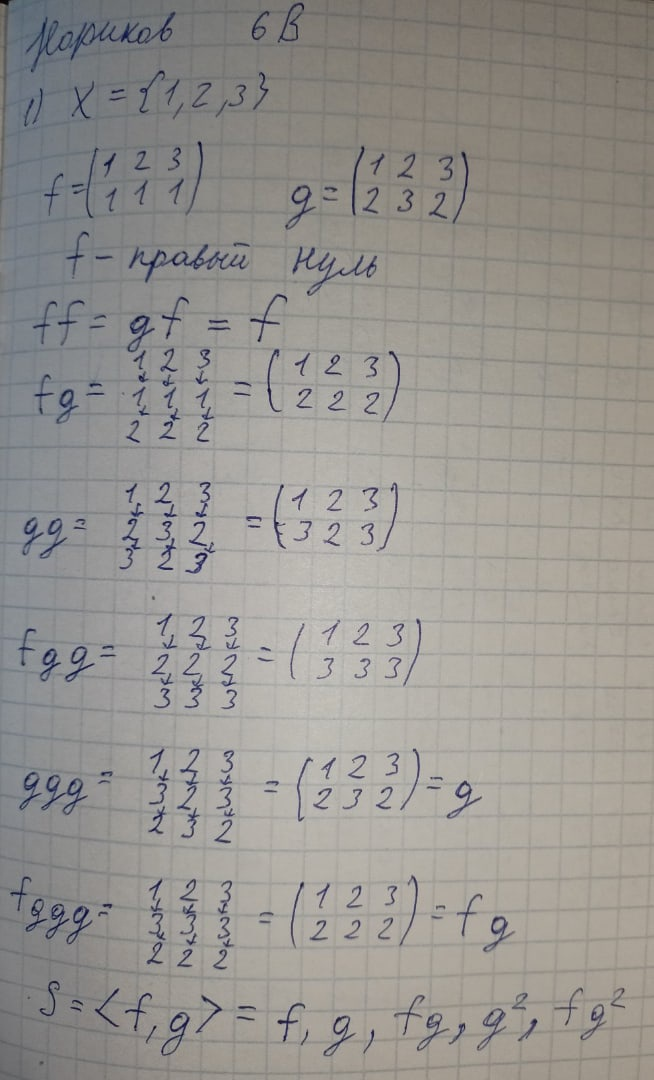 Нориков 6 В
1) X = {1, 2, 3}
f = (1 2 3 / 1 1 1) g = (1 2 3 / 2 3 2)
f – правый нуль
ff = gf = f
fg = 1 2 3 / 1 1 1 / 2 2 2 = (1 2 3 / 2 2 2)
gg = 1 2 3 / 2 3 2 / 3 2 3 = (1 2 3 / 3 2 3)
fgg = 1 2 3 / 2 2 2 / 3 3 3 = (1 2 3 / 3 3 3)
ggg = 1 2 3 / 3 2 3 / 2 3 2 = (1 2 3 / 2 3 2) = g
fggg = 1 2 3 / 3 3 3 / 2 2 2 = (1 2 3 / 2 2 2) = fg
S = <f, g> = f, g, fg, g², fg²